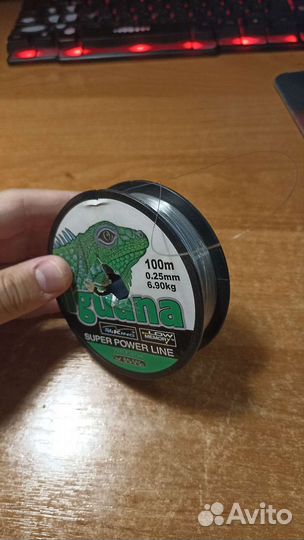 100m
0.25mm
6.90kg
guana
LOW
MEMORY
SUPER POWER LINE
Avito